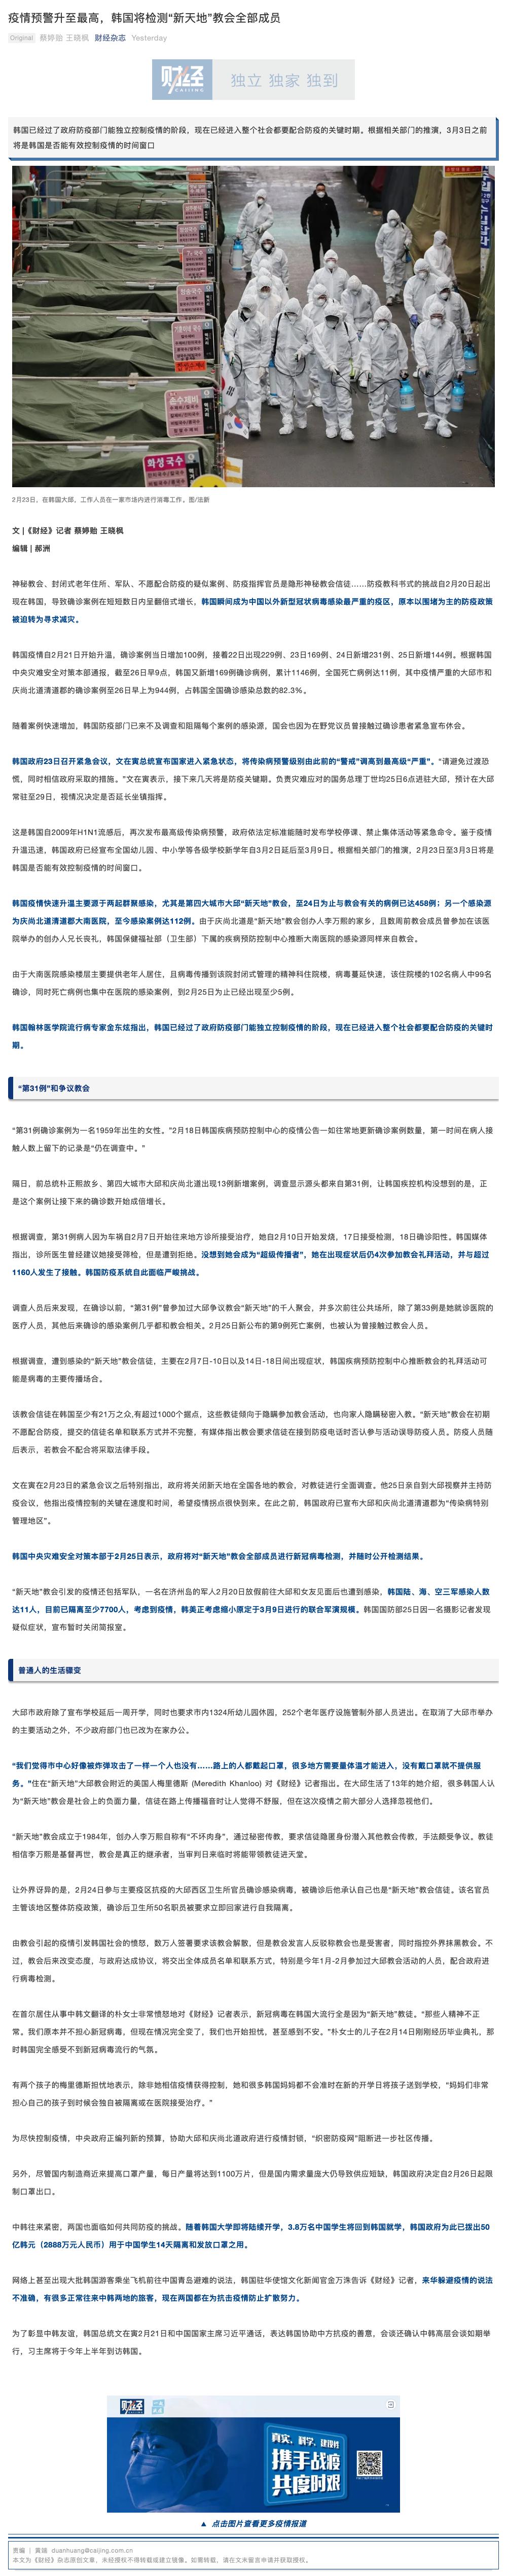 疫情预警升至最高，韩国将检测“新天地”教会全部成员
Original 蔡婷贻 王晓枫 财经杂志 Yesterday
财经
CAIJING
独立 独家 独到
韩国已经过了政府防疫部门能独立控制疫情的阶段，现在已经进入整个社会都要配合防疫的关键时期。根据相关部门的推演，3月3日之前
将是韩国是否能有效控制疫情的时间窗口
2月23日，在韩国大邱，工作人员在一家市场内进行消毒工作。图/法新
文 |《财经》记者 蔡婷贻 王晓枫
编辑 | 郝洲
神秘教会、封闭式老年住所、军队、不愿配合防疫的疑似案例、防疫指挥官员是隐形神秘教会信徒……防疫教科书式的挑战自2月20日起出
现在韩国，导致确诊案例在短短数日内呈翻倍式增长，韩国瞬间成为中国以外新型冠状病毒感染最严重的疫区，原本以围堵为主的防疫政策
被迫转为寻求减灾。
韩国疫情自2月21日开始升温，确诊案例当日增加100例，接着22日出现229例、23日169例、24日新增231例、25日新增144例。根据韩国
中央灾难安全对策本部通报，截至26日早9点，韩国又新增169例确诊病例，累计1146例，全国死亡病例达11例，其中疫情严重的大邱市和
庆尚北道清道郡的确诊案例至26日早上为944例，占韩国全国确诊感染总数的82.3%。
随着案例快速增加，韩国防疫部门已来不及调查和阻隔每个案例的感染源，国会也因为在野党议员曾接触过确诊患者紧急宣布休会。
韩国政府23日召开紧急会议，文在寅总统宣布国家进入紧急状态，将传染病预警级别由此前的“警戒”调高到最高级“严重”。“请避免过渡恐
慌，同时相信政府采取的措施。”文在寅表示，接下来几天将是防疫关键期。负责灾难应对的国务总理丁世均25日6点进驻大邱，预计在大邱
常驻至29日，视情况决定是否延长坐镇指挥。
这是韩国自2009年H1N1流感后，再次发布最高级传染病预警，政府依法定标准能随时发布学校停课、禁止集体活动等紧急命令。鉴于疫情
升温迅速，韩国政府已经宣布全国幼儿园、中小学等各级学校新学年自3月2日延后至3月9日。根据相关部门的推演，2月23日至3月3日将是
韩国是否能有效控制疫情的时间窗口。
韩国疫情快速升温主要源于两起群聚感染，尤其是第四大城市大邱“新天地”教会，至24日为止与教会有关的病例已达458例；另一个感染源
为庆尚北道清道郡大南医院，至今感染案例达112例。由于庆尚北道是“新天地”教会创办人李万熙的家乡，且数周前教会成员曾参加在该医
院举办的创办人兄长丧礼，韩国保健福祉部（卫生部）下属的疾病预防控制中心推断大南医院的感染源同样来自教会。
由于大南医院感染楼层主要提供老年人居住，且病毒传播到该院封闭式管理的精神科住院楼，病毒蔓延快速，该住院楼的102名病人中99名
确诊，同时死亡病例也集中在医院的感染案例，到2月25日为止已经出现至少5例。
韩国翰林医学院流行病专家金东炫指出，韩国已经过了政府防疫部门能独立控制疫情的阶段，现在已经进入整个社会都要配合防疫的关键时
期。
“第31例”和争议教会
“第31例确诊案例为一名1959年出生的女性。”2月18日韩国疾病预防控制中心的疫情公告一如往常地更新确诊案例数量，第一时间在病人接
触人数上留下的记录是“仍在调查中。”
隔日，前总统朴正熙故乡、第四大城市大邱和庆尚北道出现13例新增案例，调查显示源头都来自第31例，让韩国疾控机构没想到的是，正
是这个案例让接下来的确诊数开始成倍增长。
根据调查，第31例病人因为车祸自2月7日开始往来地方诊所接受治疗，她自2月10日开始发烧，17日接受检测，18日确诊阳性。韩国媒体
指出，诊所医生曾经建议她接受筛检，但是遭到拒绝。没想到她会成为“超级传播者”，她在出现症状后仍4次参加教会礼拜活动，并与超过
1160人发生了接触。韩国防疫系统自此面临严峻挑战。
调查人员后来发现，在确诊以前，“第31例”曾参加过大邱争议教会“新天地”的千人聚会，并多次前往公共场所，除了第33例是她就诊医院的
医疗人员，其他后来确诊的感染案例几乎都和教会相关。2月25日新公布的第9例死亡案例，也被认为曾接触过教会人员。
根据调查，遭到感染的“新天地”教会信徒，主要在2月7日-10日以及14日-18日间出现症状，韩国疾病预防控制中心推断教会的礼拜活动可
能是病毒的主要传播场合。
该教会信徒在韩国至少有21万之众,有超过1000个据点，这些教徒倾向于隐瞒参加教会活动，也向家人隐瞒秘密入教。“新天地”教会在初期
不愿配合防疫，提交的信徒名单和联系方式并不完整，有媒体指出教会要求信徒在接到防疫电话时否认参与活动误导防疫人员。防疫人员随
后表示，若教会不配合将采取法律手段。
文在寅在2月23日的紧急会议之后特别指出，政府将关闭新天地在全国各地的教会，对教徒进行全面调查。他25日亲自到大邱视察并主持防
疫会议，他指出疫情控制的关键在速度和时间，希望疫情拐点很快到来。在此之前，韩国政府已宣布大邱和庆尚北道清道郡为“传染病特别
管理地区”。
韩国中央灾难安全对策本部于2月25日表示，政府将对“新天地”教会全部成员进行新冠病毒检测，并随时公开检测结果。
“新天地”教会引发的疫情还包括军队，一名在济州岛的军人2月20日放假前往大邱和女友见面后也遭到感染，韩国陆、海、空三军感染人数
达11人，目前已隔离至少7700人，考虑到疫情，韩美正考虑缩小原定于3月9日进行的联合军演规模。韩国国防部25日因一名摄影记者发现
疑似症状，宣布暂时关闭简报室。
普通人的生活骤变
大邱市政府除了宣布学校延后一周开学，同时也要求市内1324所幼儿园休园，252个老年医疗设施管制外部人员进出。在取消了大邱市举办
的主要活动之外，不少政府部门也已改为在家办公。
“我们觉得市中心好像被炸弹攻击了一样一个人也没有……路上的人都戴起口罩，很多地方需要量体温才能进入，没有戴口罩就不提供服
务。”住在“新天地”大邱教会附近的美国人梅里德斯 (Meredith Khanloo) 对《财经》记者指出。在大邱生活了13年的她介绍，很多韩国人认
为“新天地”教会是社会上的负面力量，信徒在路上传播福音时让人觉得不舒服，但在这次疫情之前大部分人选择忽视他们。
“新天地”教会成立于1984年，创办人李万熙自称有“不坏肉身”，通过秘密传教，要求信徒隐匿身份潜入其他教会传教，手法颇受争议。教徒
相信李万熙是基督再世，教会是真正的继承者，当审判日来临时将能带领教徒进天堂。
让外界讶异的是，2月24日参与主要疫区抗疫的大邱西区卫生所官员确诊感染病毒，被确诊后他承认自己也是“新天地”教会信徒。该名官员
主管该地区整体防疫政策，确诊后卫生所50名职员被要求立即回家进行自我隔离。
由教会引起的疫情引发韩国社会的愤怒，数万人签署要求该教会解散，但是教会发言人反驳称教会也是受害者，同时指控外界抹黑教会。不
过，教会后来改变态度，与政府达成协议，将交出全体成员名单和联系方式，特别是今年1月-2月参加过大邱教会活动的人员，配合政府进
行病毒检测。
在首尔居住从事中韩文翻译的朴女士非常愤怒地对《财经》记者表示，新冠病毒在韩国大流行全是因为“新天地”教徒。“那些人精神不正
常。我们原本并不担心新冠病毒，但现在情况完全变了，我们也开始担忧，甚至感到不安。”朴女士的儿子在2月14日刚刚经历毕业典礼，那
时韩国完全感受不到新冠病毒流行的气氛。
有两个孩子的梅里德斯担忧地表示，除非她相信疫情获得控制，她和很多韩国妈妈都不会准时在新的开学日将孩子送到学校，“妈妈们非常
担心自己的孩子到时候会独自被隔离或在医院接受治疗。”
为尽快控制疫情，中央政府正编列新的预算，协助大邱和庆尚北道政府进行疫情封锁，“织密防疫网”阻断进一步社区传播。
另外，尽管国内制造商近来提高口罩产量，每日产量将达到1100万片，但是国内需求量庞大仍导致供应短缺，韩国政府决定自2月26日起限
制口罩出口。
中韩往来紧密，两国也面临如何共同防疫的挑战。随着韩国大学即将陆续开学，3.8万名中国学生将回到韩国就学，韩国政府为此已拨出50
亿韩元（2888万元人民币）用于中国学生14天隔离和发放口罩之用。
网络上甚至出现大批韩国游客乘坐飞机前往中国青岛避难的说法，韩国驻华使馆文化新闻官金万洙告诉《财经》记者，来华躲避疫情的说法
不准确，有很多正常往来中韩两地的旅客，现在两国都在为抗击疫情防止扩散努力。
为了彰显中韩友谊，韩国总统文在寅2月21日和中国国家主席习近平通话，表达韩国协助中方抗疫的善意，会谈还确认中韩高层会谈如期举
行，习主席将于今年上半年到访韩国。
财经
真实，科学，建设性
携手战疫
共度时艰
▲ 点击图片查看更多疫情报道
责编 | 黄端 duanhuang@caijing.com.cn
本文为《财经》杂志原创文章，未经授权不得转载或建立镜像。如需转载，请在文末留言申请并获取授权。